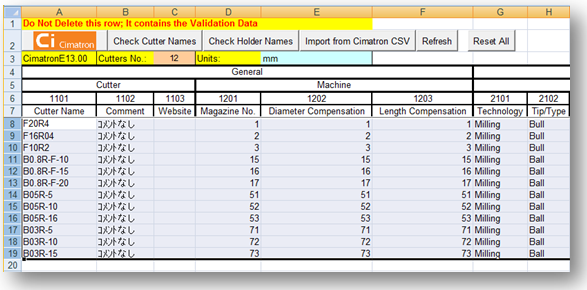 A B C D E F G H
1 Do Not Delete this row; It contains the Validation Data
2 Ci Cimatron Check Cutter Names Check Holder Names Import from Cimatron CSV Refresh Reset All
3 CimatronE13.00 Cutters No.: 12 Units: mm
4 General
5 Cutter Machine
6 1101 1102 1103 1201 1202 1203 2101 2102
7 Cutter Name Comment Website Magazine No. Diameter Compensation Length Compensation Technology Tip/Type
8 F20R4 コメントなし 1 1 1 Milling Bull
9 F16R04 コメントなし 2 2 2 Milling Bull
10 F10R2 コメントなし 3 3 3 Milling Bull
11 B0.8R-F-10 コメントなし 15 15 15 Milling Ball
12 B0.8R-F-15 コメントなし 16 16 16 Milling Ball
13 B0.8R-F-20 コメントなし 17 17 17 Milling Ball
14 B05R-5 コメントなし 51 51 51 Milling Ball
15 B05R-10 コメントなし 52 52 52 Milling Ball
16 B05R-16 コメントなし 53 53 53 Milling Ball
17 B03R-5 コメントなし 71 71 71 Milling Ball
18 B03R-10 コメントなし 72 72 72 Milling Ball
19 B03R-15 コメントなし 73 73 73 Milling Ball
20